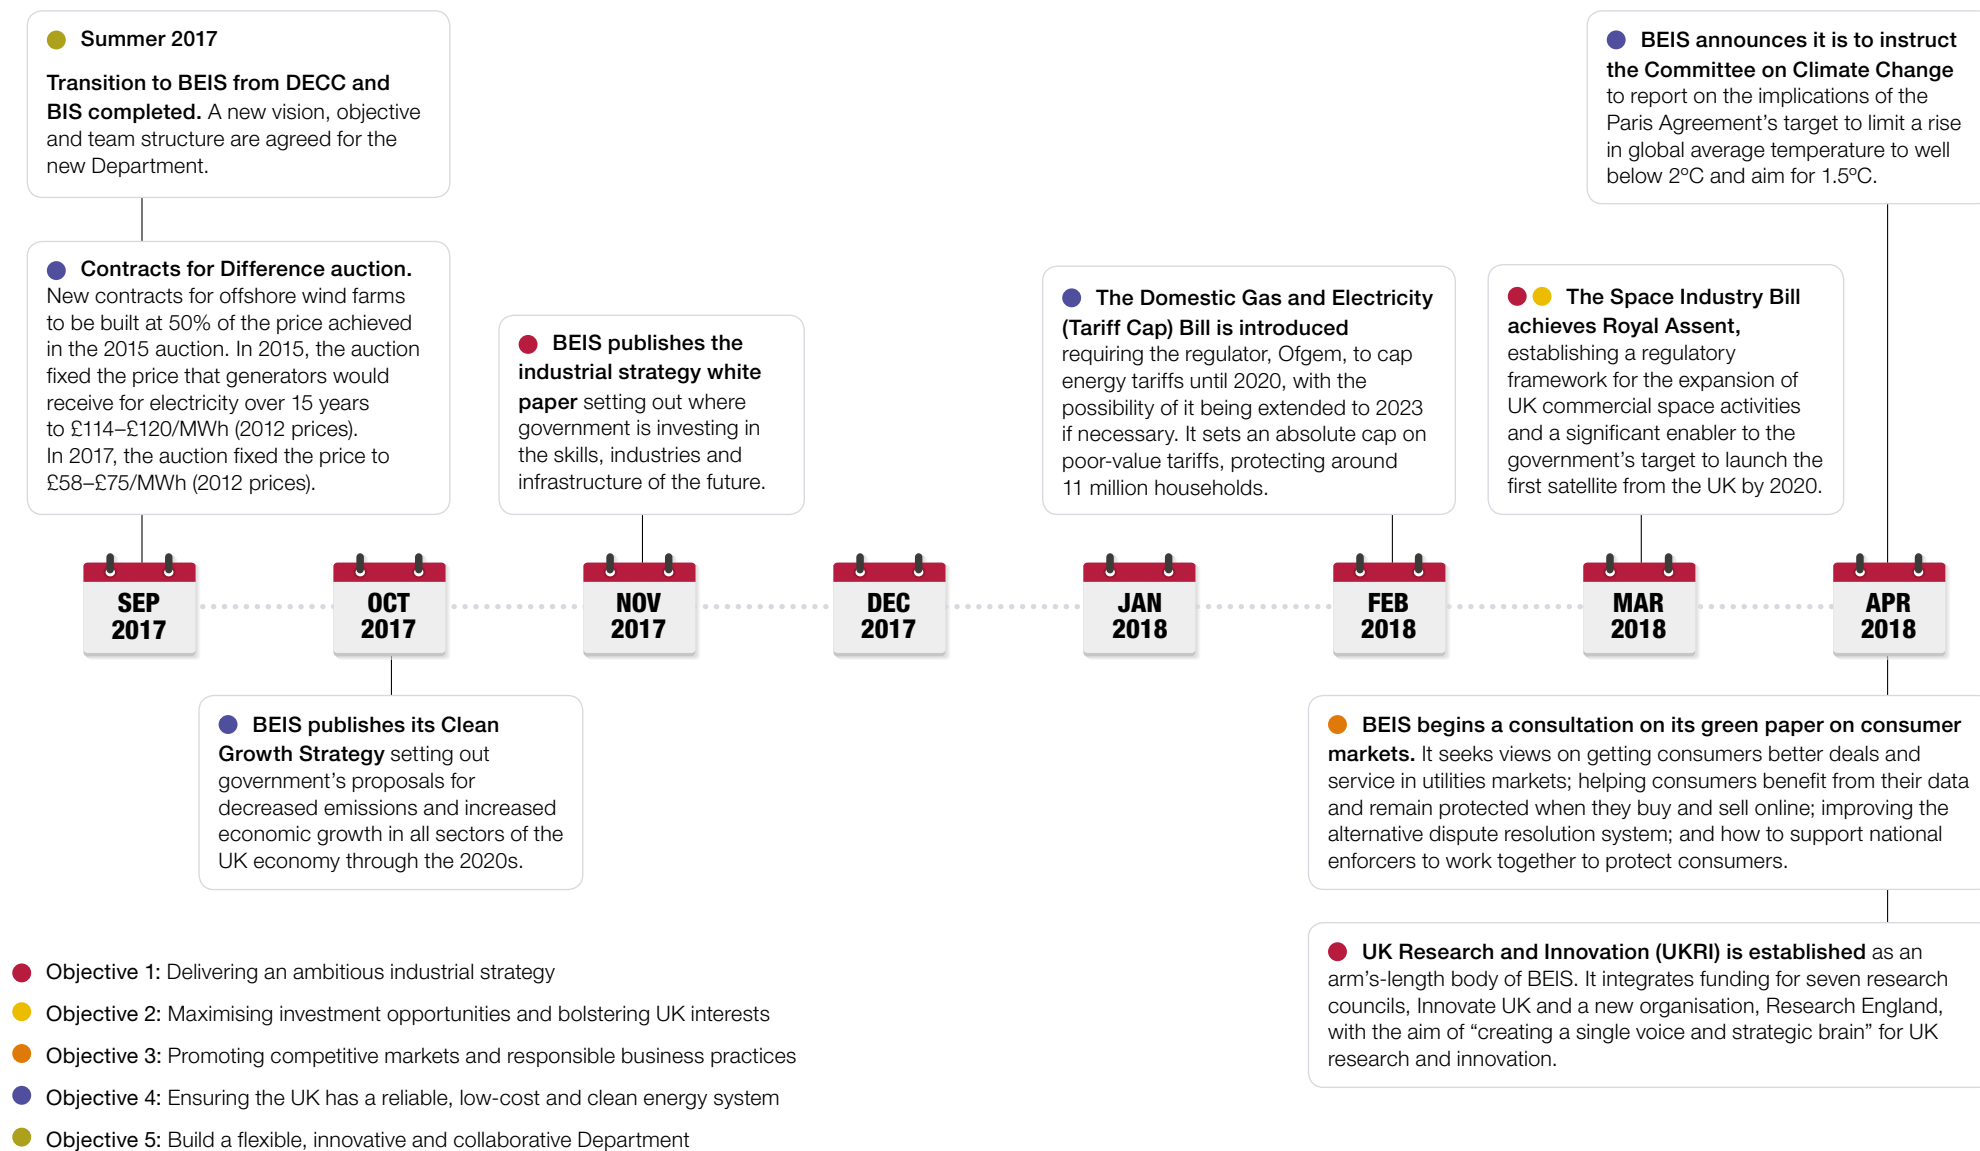 Summer 2017
Transition to BEIS from DECC and
BIS completed. A new vision, objective
and team structure are agreed for the
new Department.
BEIS announces it is to instruct
the Committee on Climate Change
to report on the implications of the
Paris Agreement’s target to limit a rise
in global average temperature to well
below 2ºC and aim for 1.5ºC.
Contracts for Difference auction.
New contracts for offshore wind farms
to be built at 50% of the price achieved
in the 2015 auction. In 2015, the auction
fixed the price that generators would
receive for electricity over 15 years
to £114–£120/MWh (2012 prices).
In 2017, the auction fixed the price to
£58–£75/MWh (2012 prices).
BEIS publishes the
industrial strategy white
paper setting out where
government is investing in
the skills, industries and
infrastructure of the future.
The Domestic Gas and Electricity
(Tariff Cap) Bill is introduced
requiring the regulator, Ofgem, to cap
energy tariffs until 2020, with the
possibility of it being extended to 2023
if necessary. It sets an absolute cap on
poor-value tariffs, protecting around
11 million households.
The Space Industry Bill
achieves Royal Assent,
establishing a regulatory
framework for the expansion of
UK commercial space activities
and a significant enabler to the
government’s target to launch the
first satellite from the UK by 2020.
SEP
2017
OCT
2017
NOV
2017
DEC
2017
JAN
2018
FEB
2018
MAR
2018
APR
2018
BEIS publishes its Clean
Growth Strategy setting out
government’s proposals for
decreased emissions and increased
economic growth in all sectors of the
UK economy through the 2020s.
BEIS begins a consultation on its green paper on consumer
markets. It seeks views on getting consumers better deals and
service in utilities markets; helping consumers benefit from their data
and remain protected when they buy and sell online; improving the
alternative dispute resolution system; and how to support national
enforcers to work together to protect consumers.
UK Research and Innovation (UKRI) is established as an
arm’s-length body of BEIS. It integrates funding for seven research
councils, Innovate UK and a new organisation, Research England,
with the aim of “creating a single voice and strategic brain” for UK
research and innovation.
Objective 1: Delivering an ambitious industrial strategy
Objective 2: Maximising investment opportunities and bolstering UK interests
Objective 3: Promoting competitive markets and responsible business practices
Objective 4: Ensuring the UK has a reliable, low-cost and clean energy system
Objective 5: Build a flexible, innovative and collaborative Department